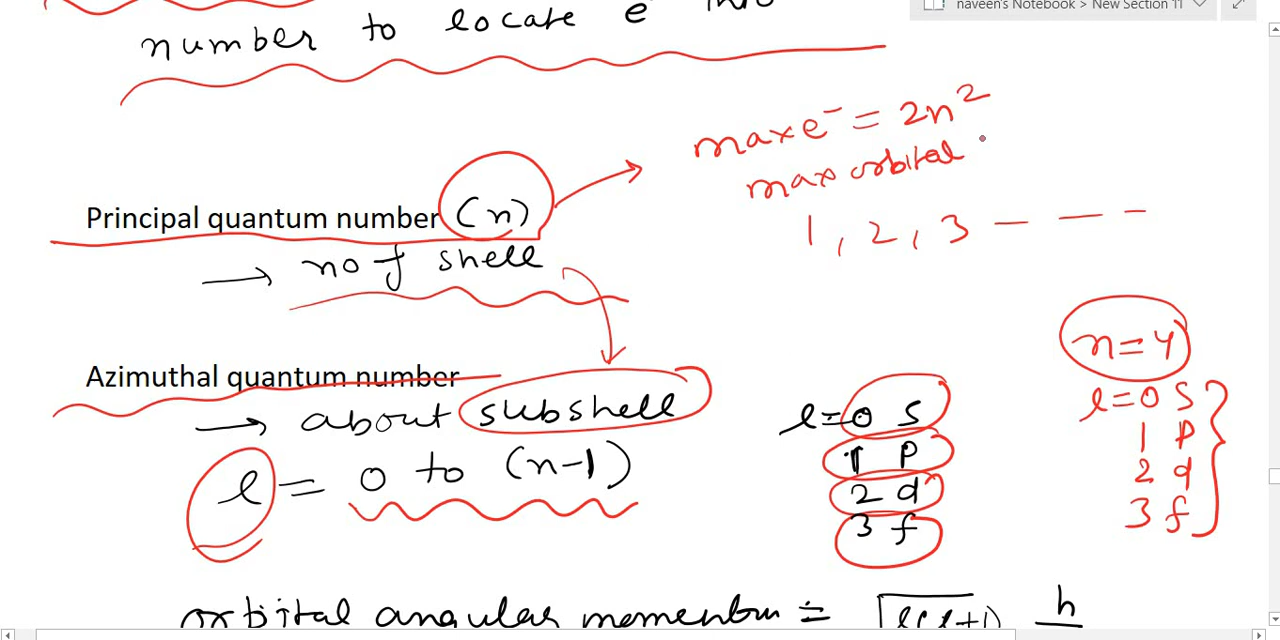 naveen's Notebook > New Section 11
number to locate e⁻ into
max e⁻ = 2n²
max orbital
Principal quantum number (n)
1, 2, 3 — — –
→ no of shell
n=4
Azimuthal quantum number
→ about subshell
l = 0 to (n-1)
l=0 s
1 p
2 d
3 f
l=0 s
1 p
2 d
3 f
orbital angular momentum = √l(l+1) h